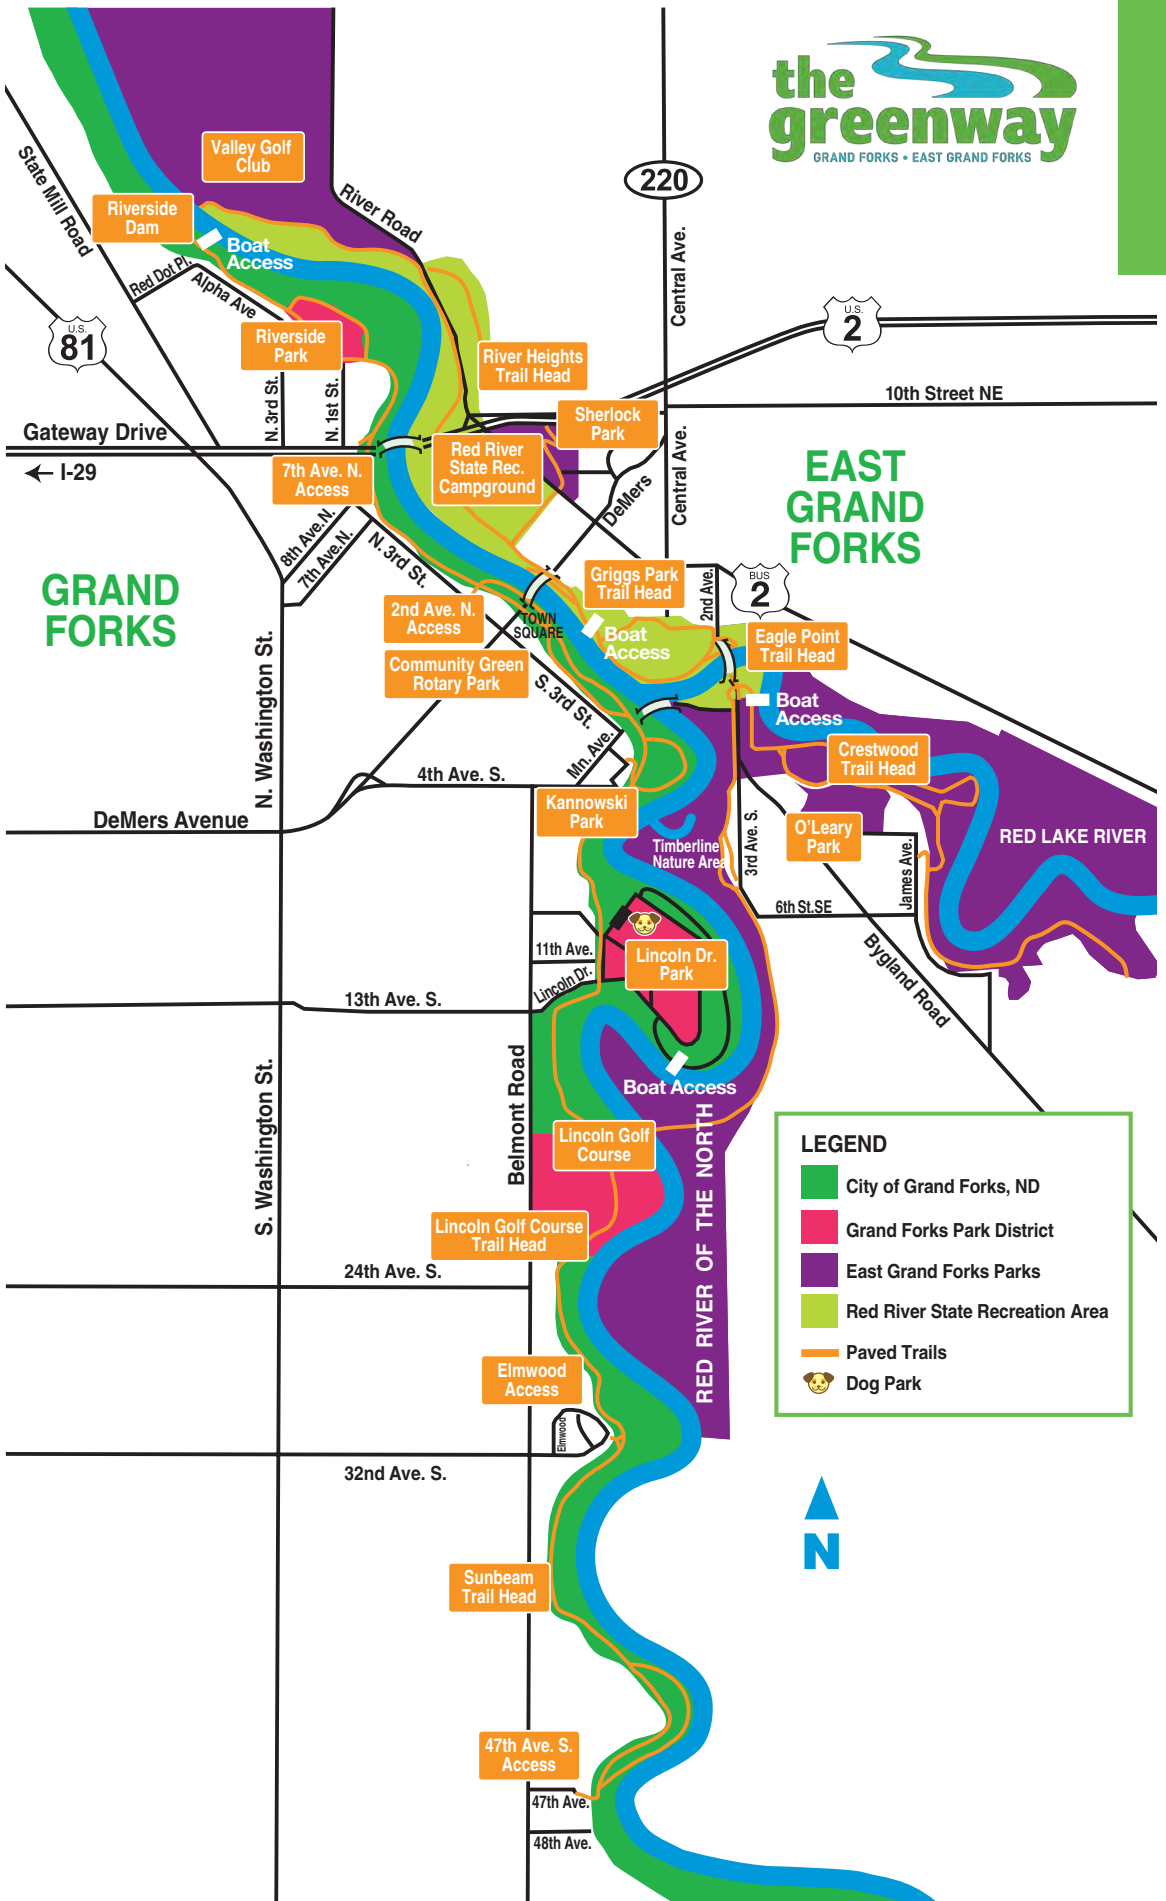 the
greenway
GRAND FORKS • EAST GRAND FORKS
Valley Golf
Club
Riverside
Dam
State Mill Road
River Road
220
Boat
Access
Red Dot Pl.
Alpha Ave
Central Ave.
U.S.
81
U.S.
2
Riverside
Park
River Heights
Trail Head
N. 3rd St.
N. 1st St.
10th Street NE
Sherlock
Park
Gateway Drive
I-29
Red River
State Rec.
Campground
7th Ave. N.
Access
Central Ave.
DeMers
EAST
GRAND
FORKS
8th Ave.N.
7th Ave.N.
N. 3rd St.
GRAND
FORKS
Griggs Park
Trail Head
2nd Ave.
BUS
2
2nd Ave. N.
Access
TOWN
SQUARE
Boat
Access
Eagle Point
Trail Head
Community Green
Rotary Park
S. 3rd St.
Boat
Access
N. Washington St.
Mn. Ave.
Crestwood
Trail Head
4th Ave. S.
Kannowski
Park
DeMers Avenue
O'Leary
Park
RED LAKE RIVER
Timberline
Nature Area
3rd Ave. S.
James Ave.
6th St.SE
11th Ave.
Lincoln Dr.
Park
Lincoln Dr.
Bygland Road
13th Ave. S.
Boat Access
S. Washington St.
Belmont Road
Lincoln Golf
Course
RED RIVER OF THE NORTH
LEGEND
City of Grand Forks, ND
Grand Forks Park District
East Grand Forks Parks
Red River State Recreation Area
Paved Trails
Dog Park
Lincoln Golf Course
Trail Head
24th Ave. S.
Elmwood
Access
Elmwood
32nd Ave. S.
N
Sunbeam
Trail Head
47th Ave. S.
Access
47th Ave.
48th Ave.